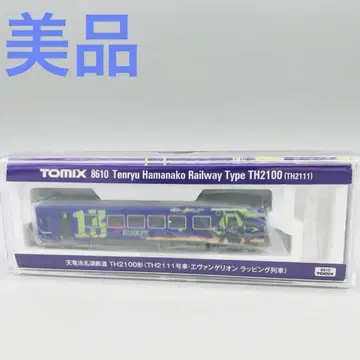 美品
TOMIX 8610 Tenryu Hamanako Railway Type TH2100 (TH2111)
天竜浜名湖鉄道 TH2100形(TH2111号車・エヴァンゲリオン ラッピング列車)
8610
TOMIX